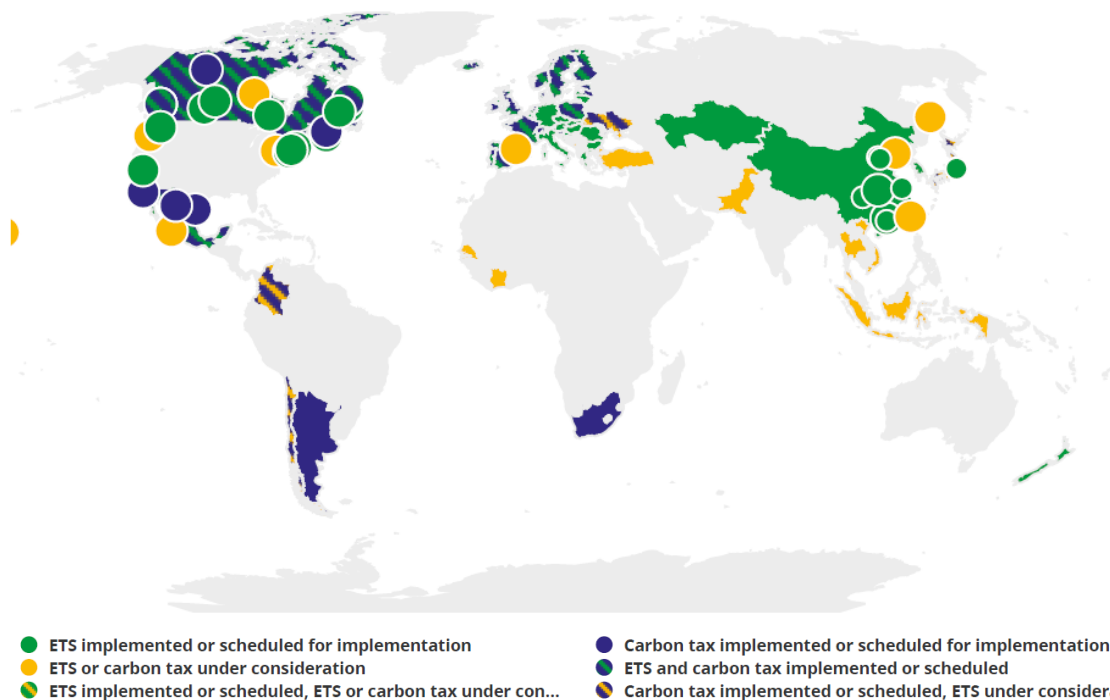 ETS implemented or scheduled for implementation
Carbon tax implemented or scheduled for implementation
ETS or carbon tax under consideration
ETS and carbon tax implemented or scheduled
ETS implemented or scheduled, ETS or carbon tax under con...
Carbon tax implemented or scheduled, ETS under consider